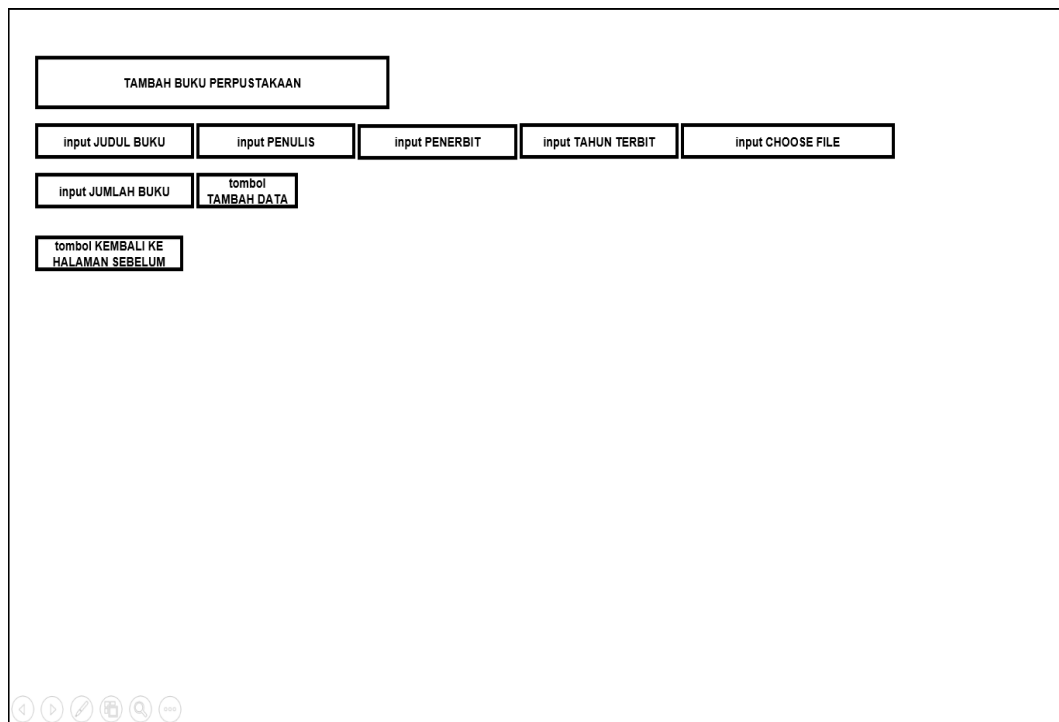 TAMBAH BUKU PERPUSTAKAAN
input JUDUL BUKU
input PENULIS
input PENERBIT
input TAHUN TERBIT
input CHOOSE FILE
input JUMLAH BUKU
tombol
TAMBAH DATA
tombol KEMBALI KE
HALAMAN SEBELUM